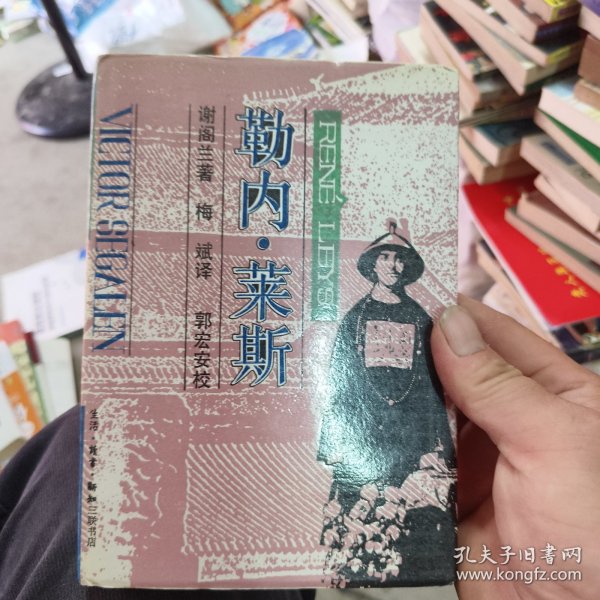 RENÉ LEYS
勒内·莱斯
谢阁兰著 梅 斌译 郭宏安校
VICTOR SEGALEN
生活·读书·新知三联书店
孔夫子旧书网
www.kongfz.com